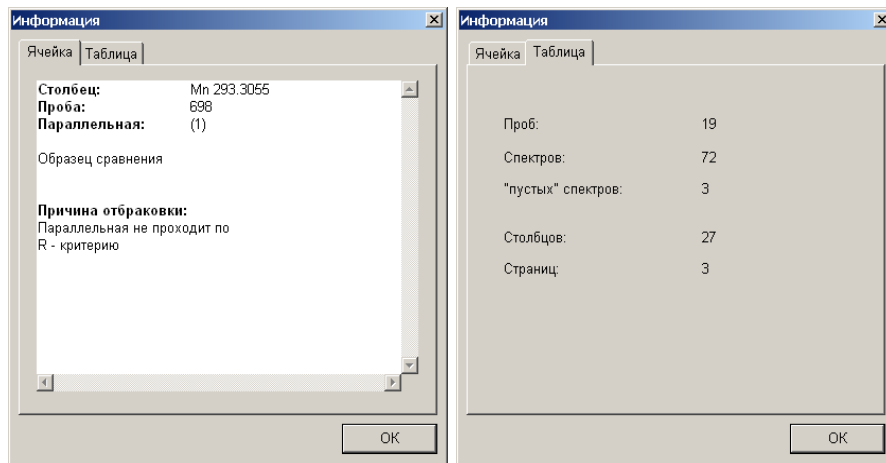 Информация
Ячейка Таблица
Столбец: Mn 293.3055
Проба: 698
Параллельная: (1)
Образец сравнения
Причина отбраковки:
Параллельная не проходит по
R - критерию
OK
Информация
Ячейка Таблица
Проб: 19
Спектров: 72
"пустых" спектров: 3
Столбцов: 27
Страниц: 3
OK